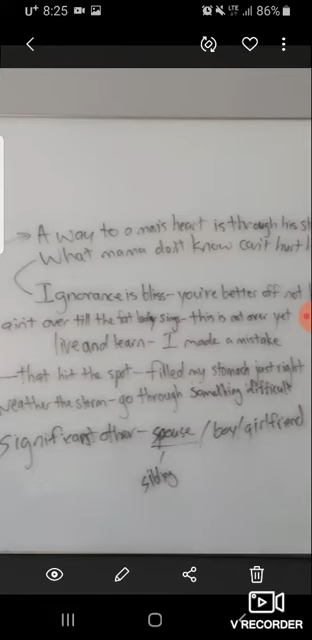 U+ 8:25 LTE 86%
A way to a man's heart is through his st
What mama don't know can't hurt h
Ignorance is bliss - you're better off not
ain't over till the fat lady sings - this is not over yet
live and learn - I made a mistake
that hit the spot - filled my stomach just right
weather the storm - go through something difficult
significant other - spouse / boy/girlfriend
sibling
V RECORDER